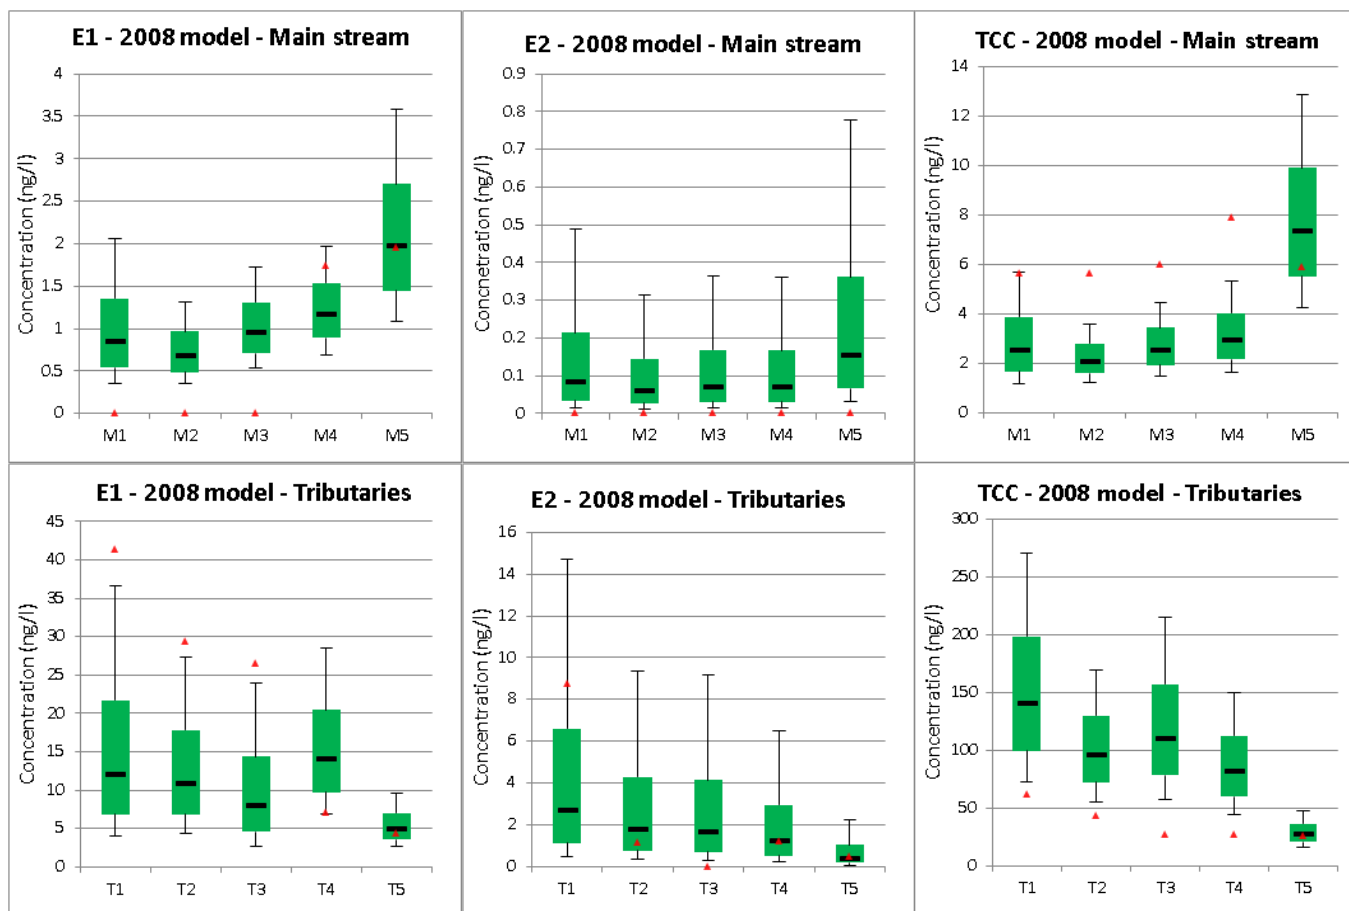 E1 - 2008 model - Main stream
Concentration (ng/l)
4
3.5
3
2.5
2
1.5
1
0.5
0
M1 M2 M3 M4 M5
E2 - 2008 model - Main stream
Concnetration (ng/l)
0.9
0.8
0.7
0.6
0.5
0.4
0.3
0.2
0.1
0
M1 M2 M3 M4 M5
TCC - 2008 model - Main stream
Concentration (ng/l)
14
12
10
8
6
4
2
0
M1 M2 M3 M4 M5
E1 - 2008 model - Tributaries
Concentration (ng/l)
45
40
35
30
25
20
15
10
5
0
T1 T2 T3 T4 T5
E2 - 2008 model - Tributaries
Concentration (ng/l)
16
14
12
10
8
6
4
2
0
T1 T2 T3 T4 T5
TCC - 2008 model - Tributaries
Concentration (ng/l)
300
250
200
150
100
50
0
T1 T2 T3 T4 T5